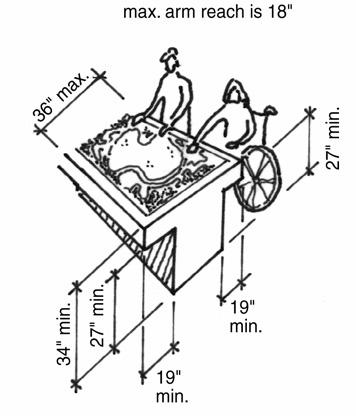 max. arm reach is 18"
36" max.
27" min.
19"
min.
34" min.
27" min.
19"
min.